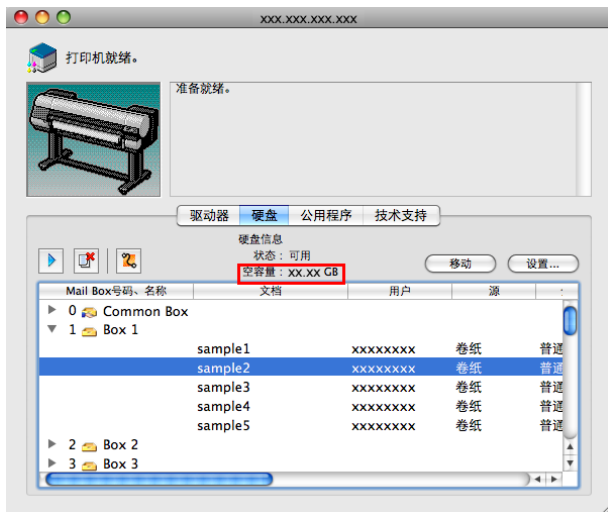 xxx.xxx.xxx.xxx
打印机就绪。
准备就绪。
驱动器 硬盘 公用程序 技术支持
硬盘信息
状态：可用
空容量：xx.xx GB
移动 设置...
Mail Box号码、名称 文档 用户 源
0 Common Box
1 Box 1
sample1 xxxxxxxx 卷纸 普通
sample2 xxxxxxxx 卷纸 普通
sample3 xxxxxxxx 卷纸 普通
sample4 xxxxxxxx 卷纸 普通
sample5 xxxxxxxx 卷纸 普通
2 Box 2
3 Box 3